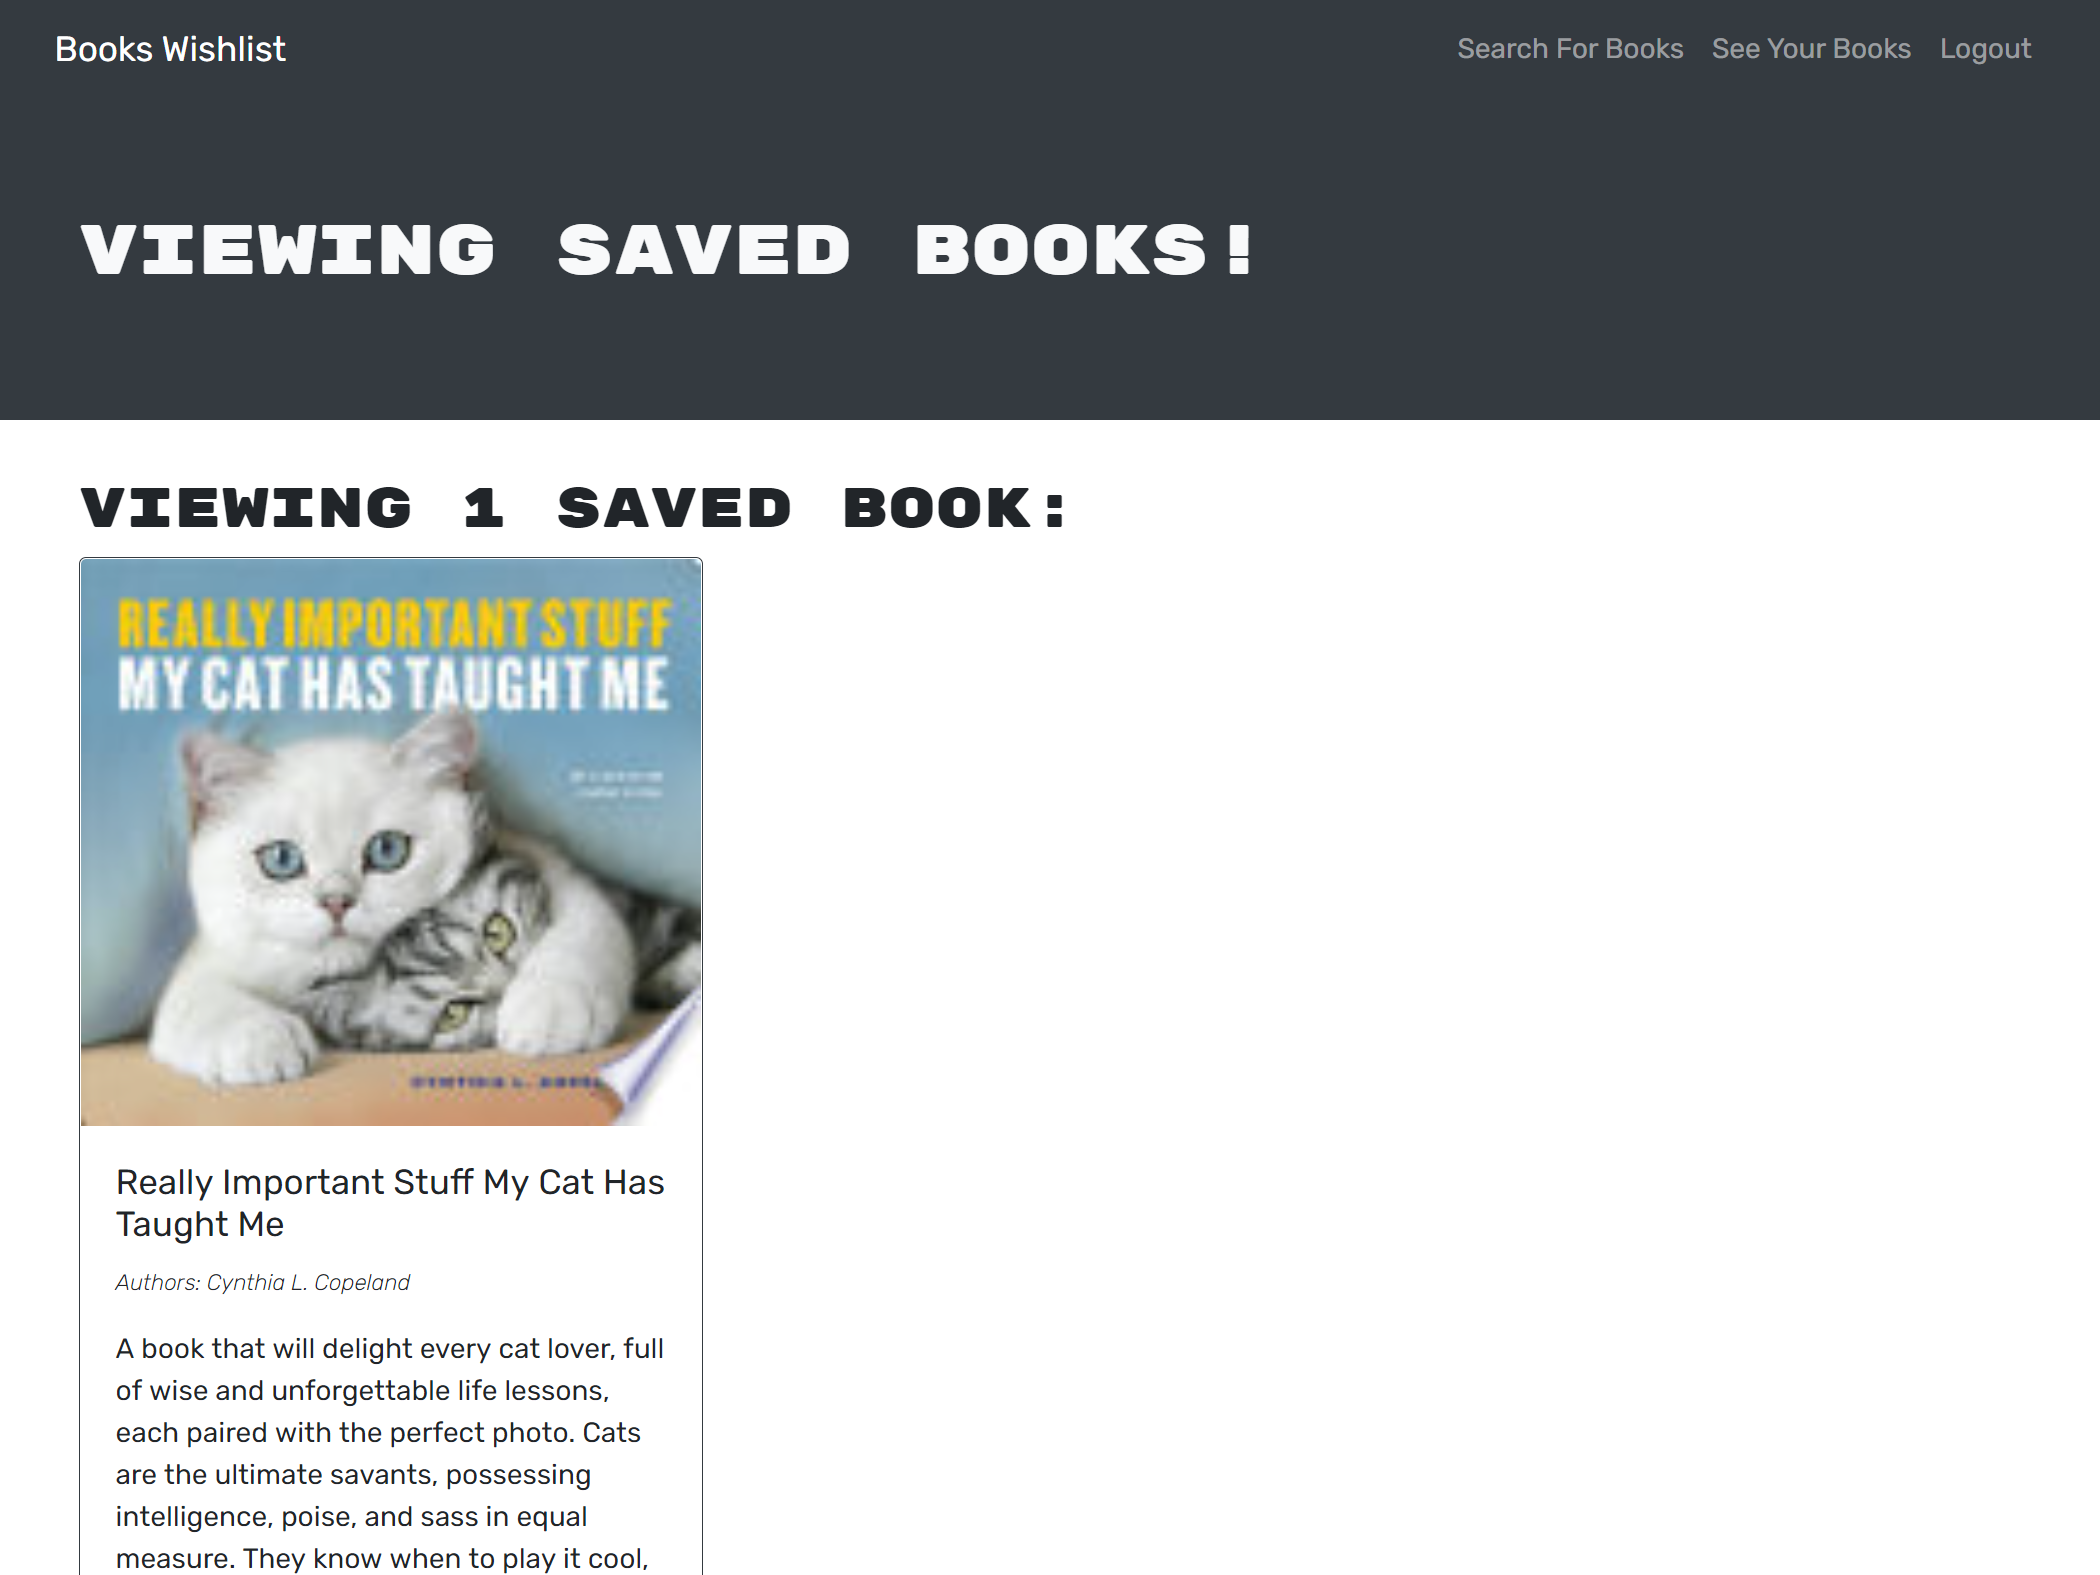 Books Wishlist
Search For Books See Your Books Logout
VIEWING SAVED BOOKS!
VIEWING 1 SAVED BOOK:
REALLY IMPORTANT STUFF
MY CAT HAS TAUGHT ME
CYNTHIA L.
Really Important Stuff My Cat Has
Taught Me
Authors: Cynthia L. Copeland
A book that will delight every cat lover, full
of wise and unforgettable life lessons,
each paired with the perfect photo. Cats
are the ultimate savants, possessing
intelligence, poise, and sass in equal
measure. They know when to play it cool,